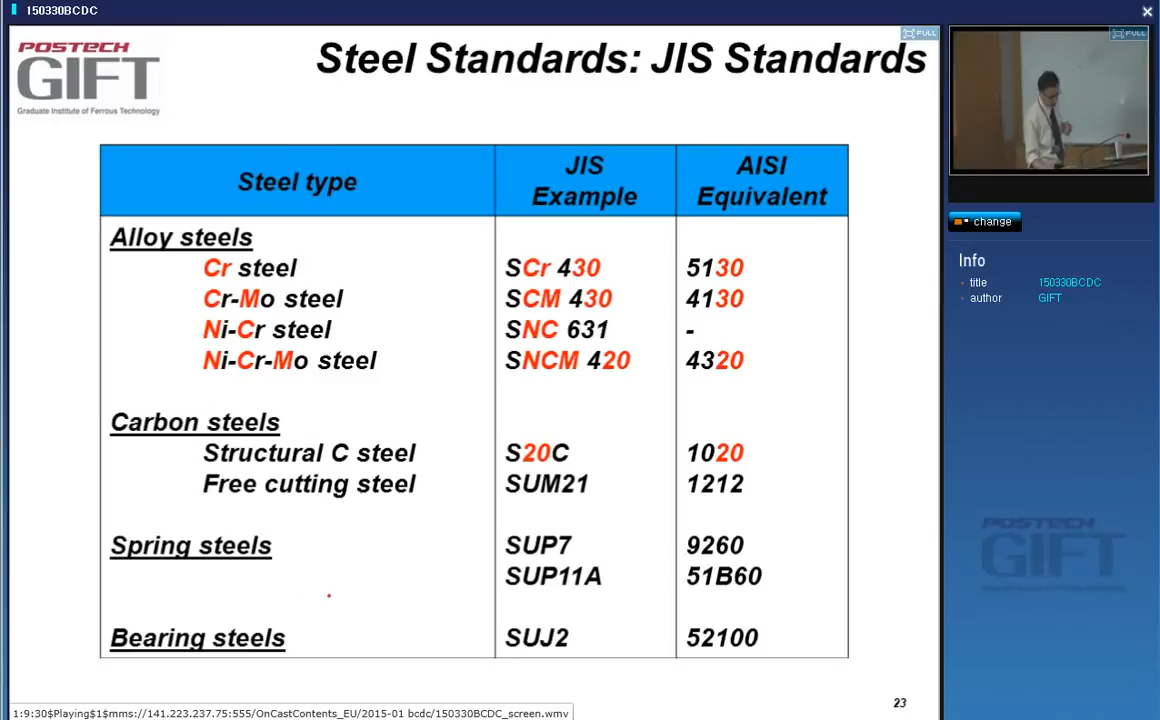 150330BCDC
POSTECH
GIFT
Graduate Institute of Ferrous Technology
Steel Standards: JIS Standards
FULL
FULL
Steel type JIS Example AISI Equivalent
Alloy steels
Cr steel SCr 430 5130
Cr-Mo steel SCM 430 4130
Ni-Cr steel SNC 631 -
Ni-Cr-Mo steel SNCM 420 4320
Carbon steels
Structural C steel S20C 1020
Free cutting steel SUM21 1212
Spring steels SUP7 9260
SUP11A 51B60
Bearing steels SUJ2 52100
23
change
Info
title 150330BCDC
author GIFT
POSTECH
GIFT
1:9:30$Playing$1$mms://141.223.237.75:555/OnCastContents_EU/2015-01 bcdc/150330BCDC_screen.wmv